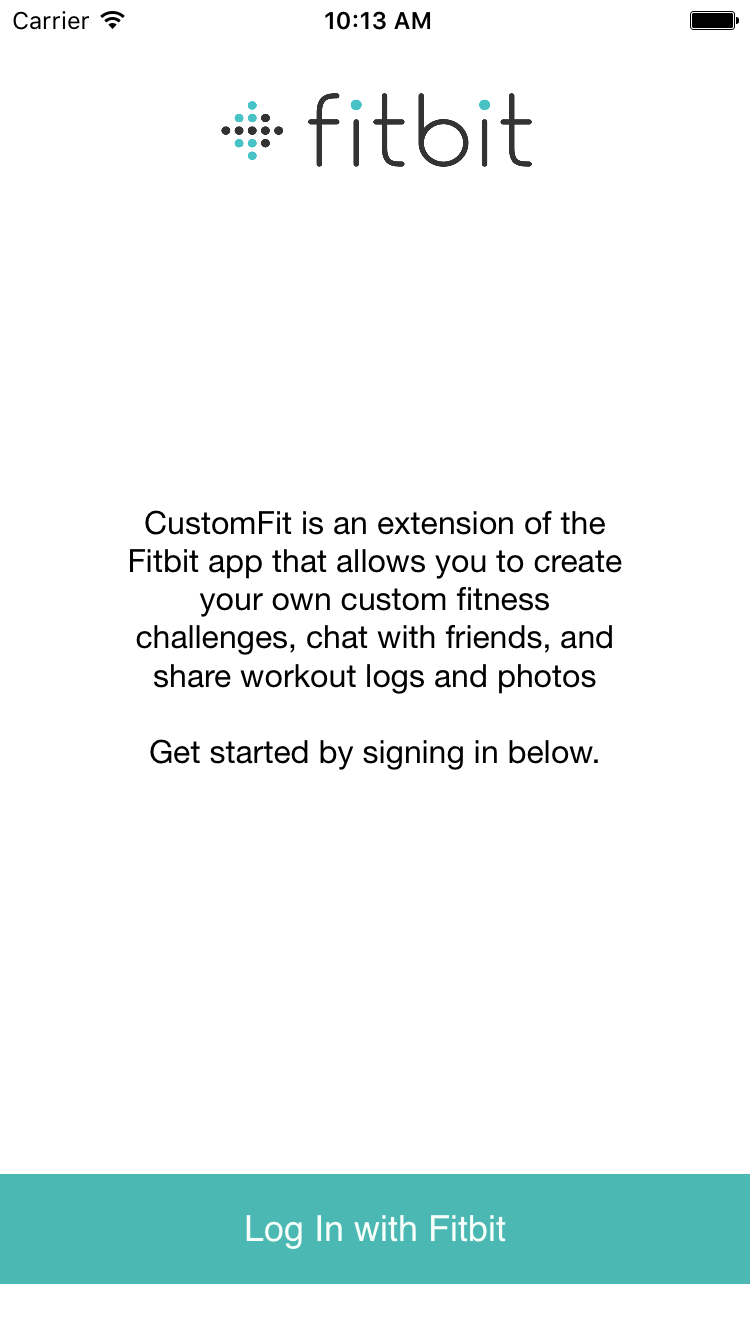 Carrier 10:13 AM
fitbit
CustomFit is an extension of the
Fitbit app that allows you to create
your own custom fitness
challenges, chat with friends, and
share workout logs and photos
Get started by signing in below.
Log In with Fitbit